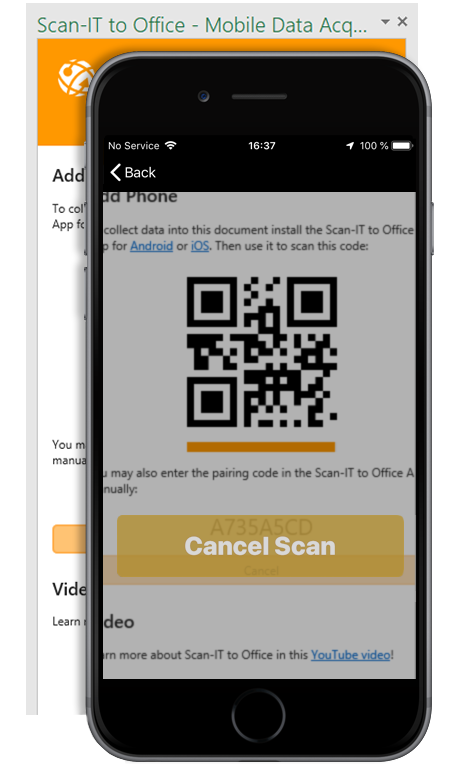 Scan-IT to Office - Mobile Data Acq...
No Service 16:37 100 %
Back
Add
dd Phone
To col
collect data into this document install the Scan-IT to Office
App fo
p for Android or iOS. Then use it to scan this code:
You m
u may also enter the pairing code in the Scan-IT to Office A
manua
nually:
A735A5CD
Cancel Scan
Cancel
Vide
deo
Learn
arn more about Scan-IT to Office in this YouTube video!